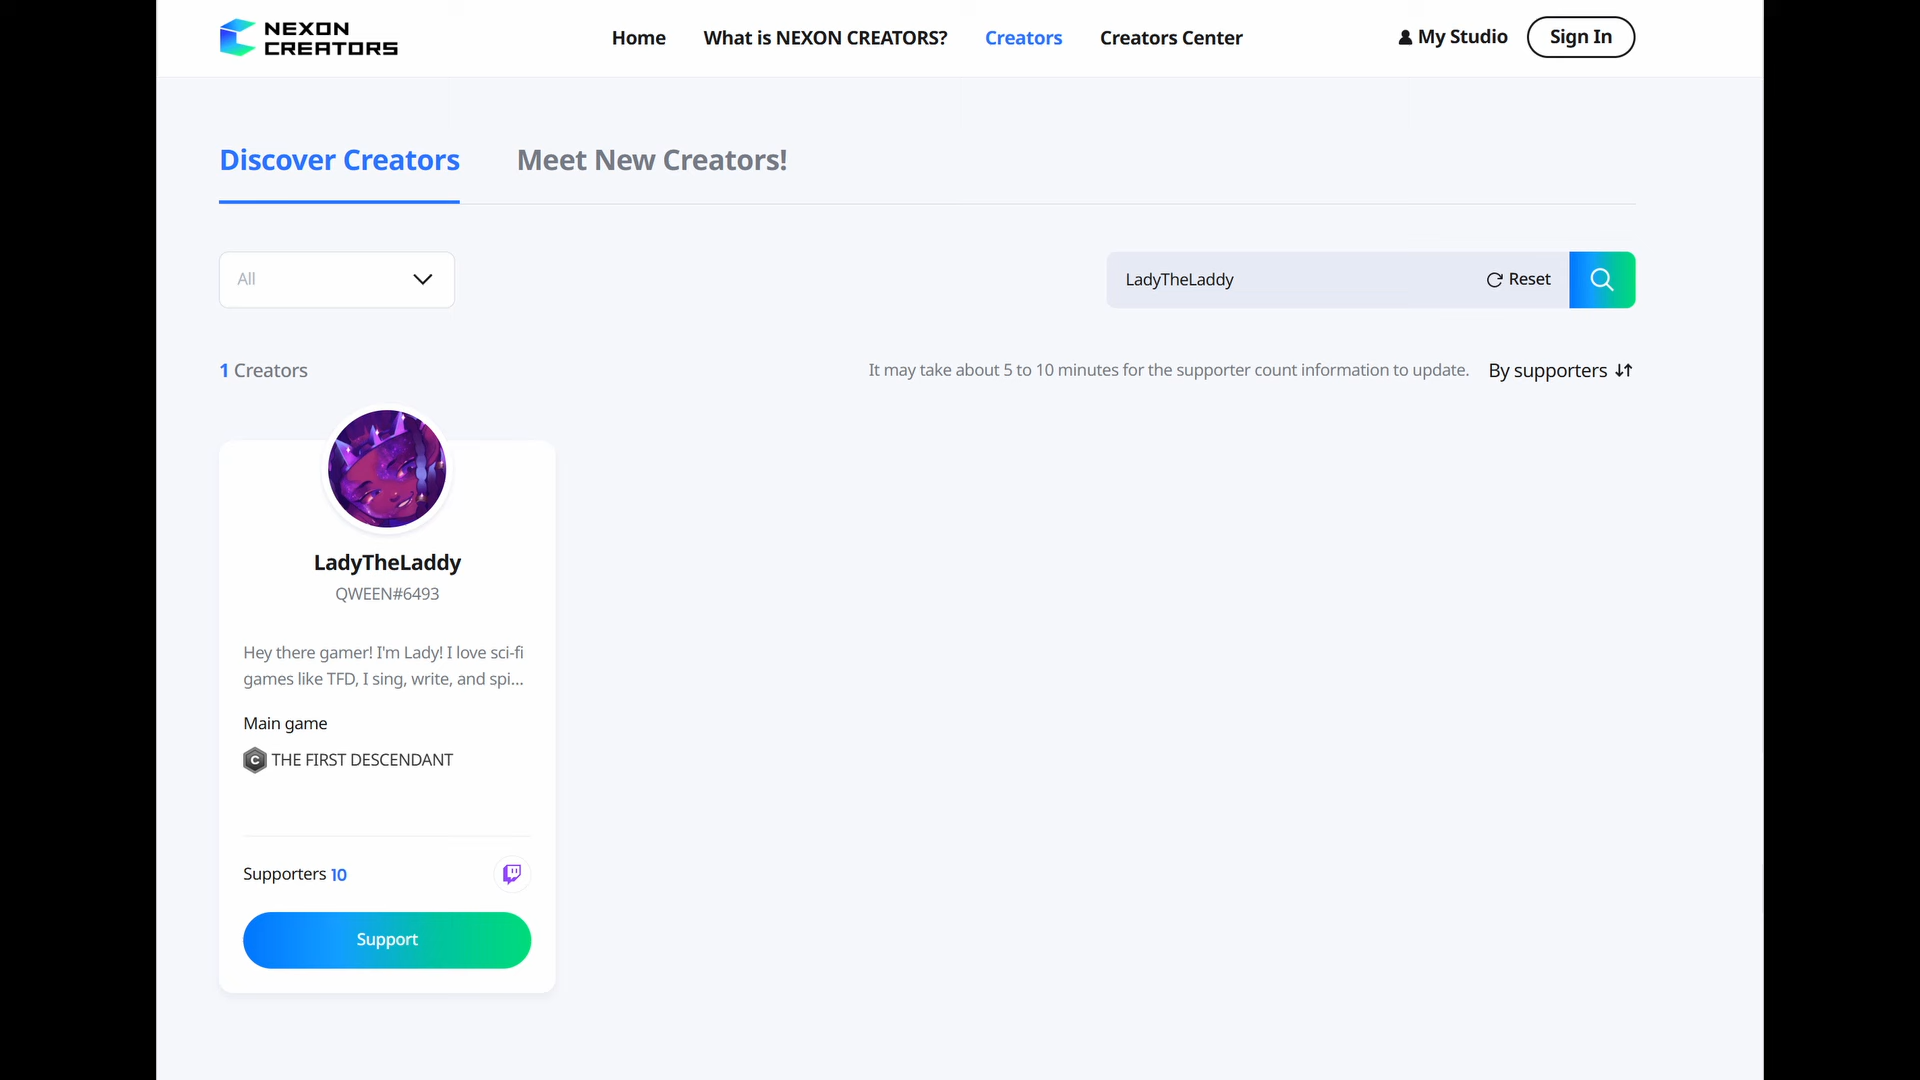 NEXON
CREATORS
Home
What is NEXON CREATORS?
Creators
Creators Center
My Studio
Sign In
Discover Creators
Meet New Creators!
All
LadyTheLaddy
Reset
1 Creators
It may take about 5 to 10 minutes for the supporter count information to update.
By supporters
LadyTheLaddy
QWEEN#6493
Hey there gamer! I'm Lady! I love sci-fi
games like TFD, I sing, write, and spi...
Main game
C THE FIRST DESCENDANT
Supporters 10
Support